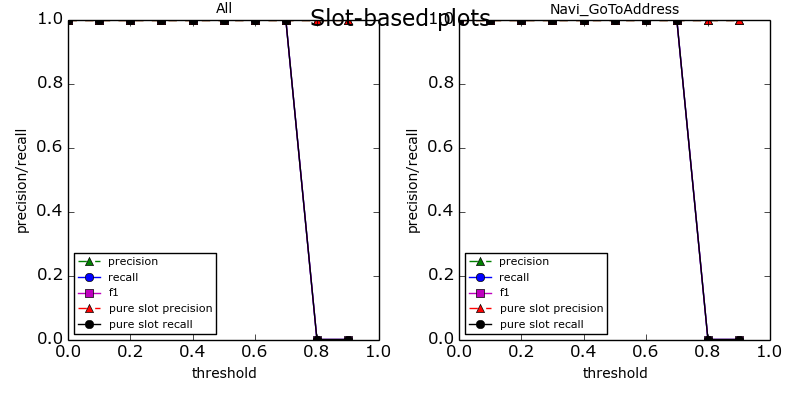 Slot-based plots
All
1.0
0.8
0.6
0.4
0.2
0.0
precision/recall
precision
recall
f1
pure slot precision
pure slot recall
0.0 0.2 0.4 0.6 0.8 1.0
threshold
Navi_GoToAddress
1.0
0.8
0.6
0.4
0.2
0.0
precision/recall
precision
recall
f1
pure slot precision
pure slot recall
0.0 0.2 0.4 0.6 0.8 1.0
threshold